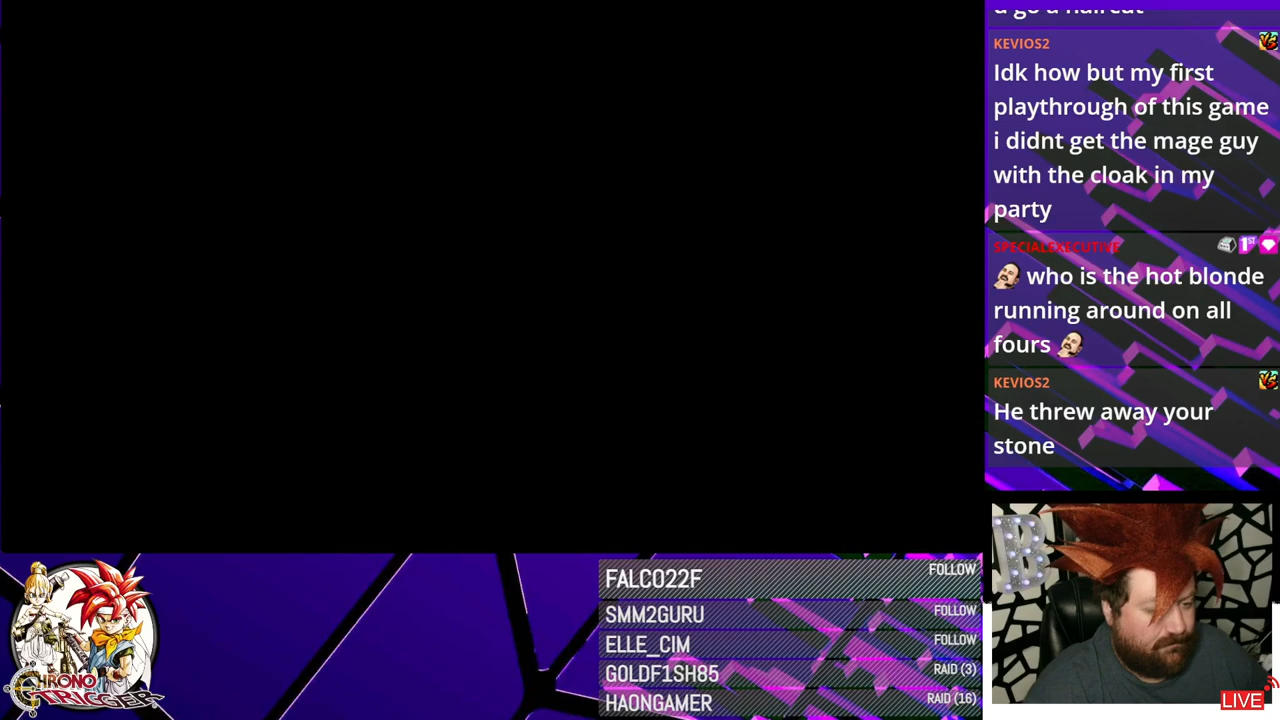 KEVIOS2
Idk how but my first
playthrough of this game
i didnt get the mage guy
with the cloak in my
party
SPECIALEXECUTIVE
1ST
who is the hot blonde
running around on all
fours
KEVIOS2
He threw away your
stone
FALCO22F FOLLOW
SMM2GURU FOLLOW
ELLE_CIM FOLLOW
G0LDF1SH85 RAID (3)
HAONGAMER RAID (16)
CHRONO
TRIGGER
B
LIVE